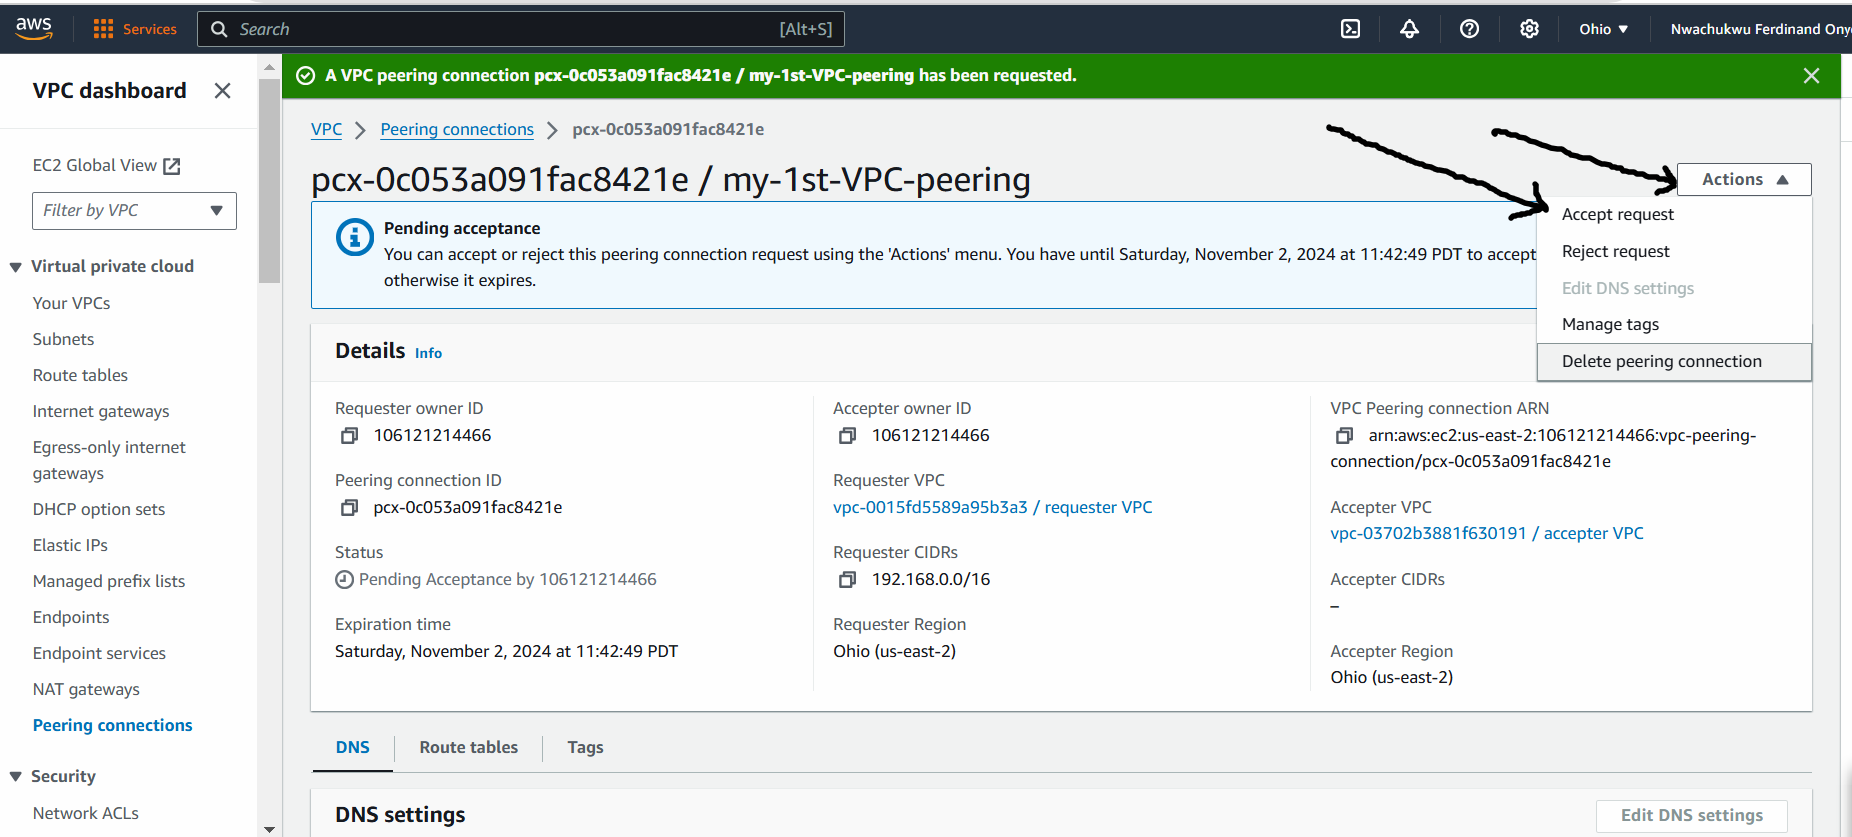 aws
Services
Search
[Alt+S]
Ohio
Nwachukwu Ferdinand Ony
VPC dashboard
EC2 Global View
Filter by VPC
Virtual private cloud
Your VPCs
Subnets
Route tables
Internet gateways
Egress-only internet
gateways
DHCP option sets
Elastic IPs
Managed prefix lists
Endpoints
Endpoint services
NAT gateways
Peering connections
Security
Network ACLs
A VPC peering connection pcx-0c053a091fac8421e / my-1st-VPC-peering has been requested.
VPC > Peering connections > pcx-0c053a091fac8421e
pcx-0c053a091fac8421e / my-1st-VPC-peering
Actions
Accept request
Reject request
Edit DNS settings
Manage tags
Delete peering connection
Pending acceptance
You can accept or reject this peering connection request using the 'Actions' menu. You have until Saturday, November 2, 2024 at 11:42:49 PDT to accept
otherwise it expires.
Details Info
Requester owner ID
106121214466
Peering connection ID
pcx-0c053a091fac8421e
Status
Pending Acceptance by 106121214466
Expiration time
Saturday, November 2, 2024 at 11:42:49 PDT
Accepter owner ID
106121214466
Requester VPC
vpc-0015fd5589a95b3a3 / requester VPC
Requester CIDRs
192.168.0.0/16
Requester Region
Ohio (us-east-2)
VPC Peering connection ARN
arn:aws:ec2:us-east-2:106121214466:vpc-peering-
connection/pcx-0c053a091fac8421e
Accepter VPC
vpc-03702b3881f630191 / accepter VPC
Accepter CIDRs
–
Accepter Region
Ohio (us-east-2)
DNS
Route tables
Tags
DNS settings
Edit DNS settings